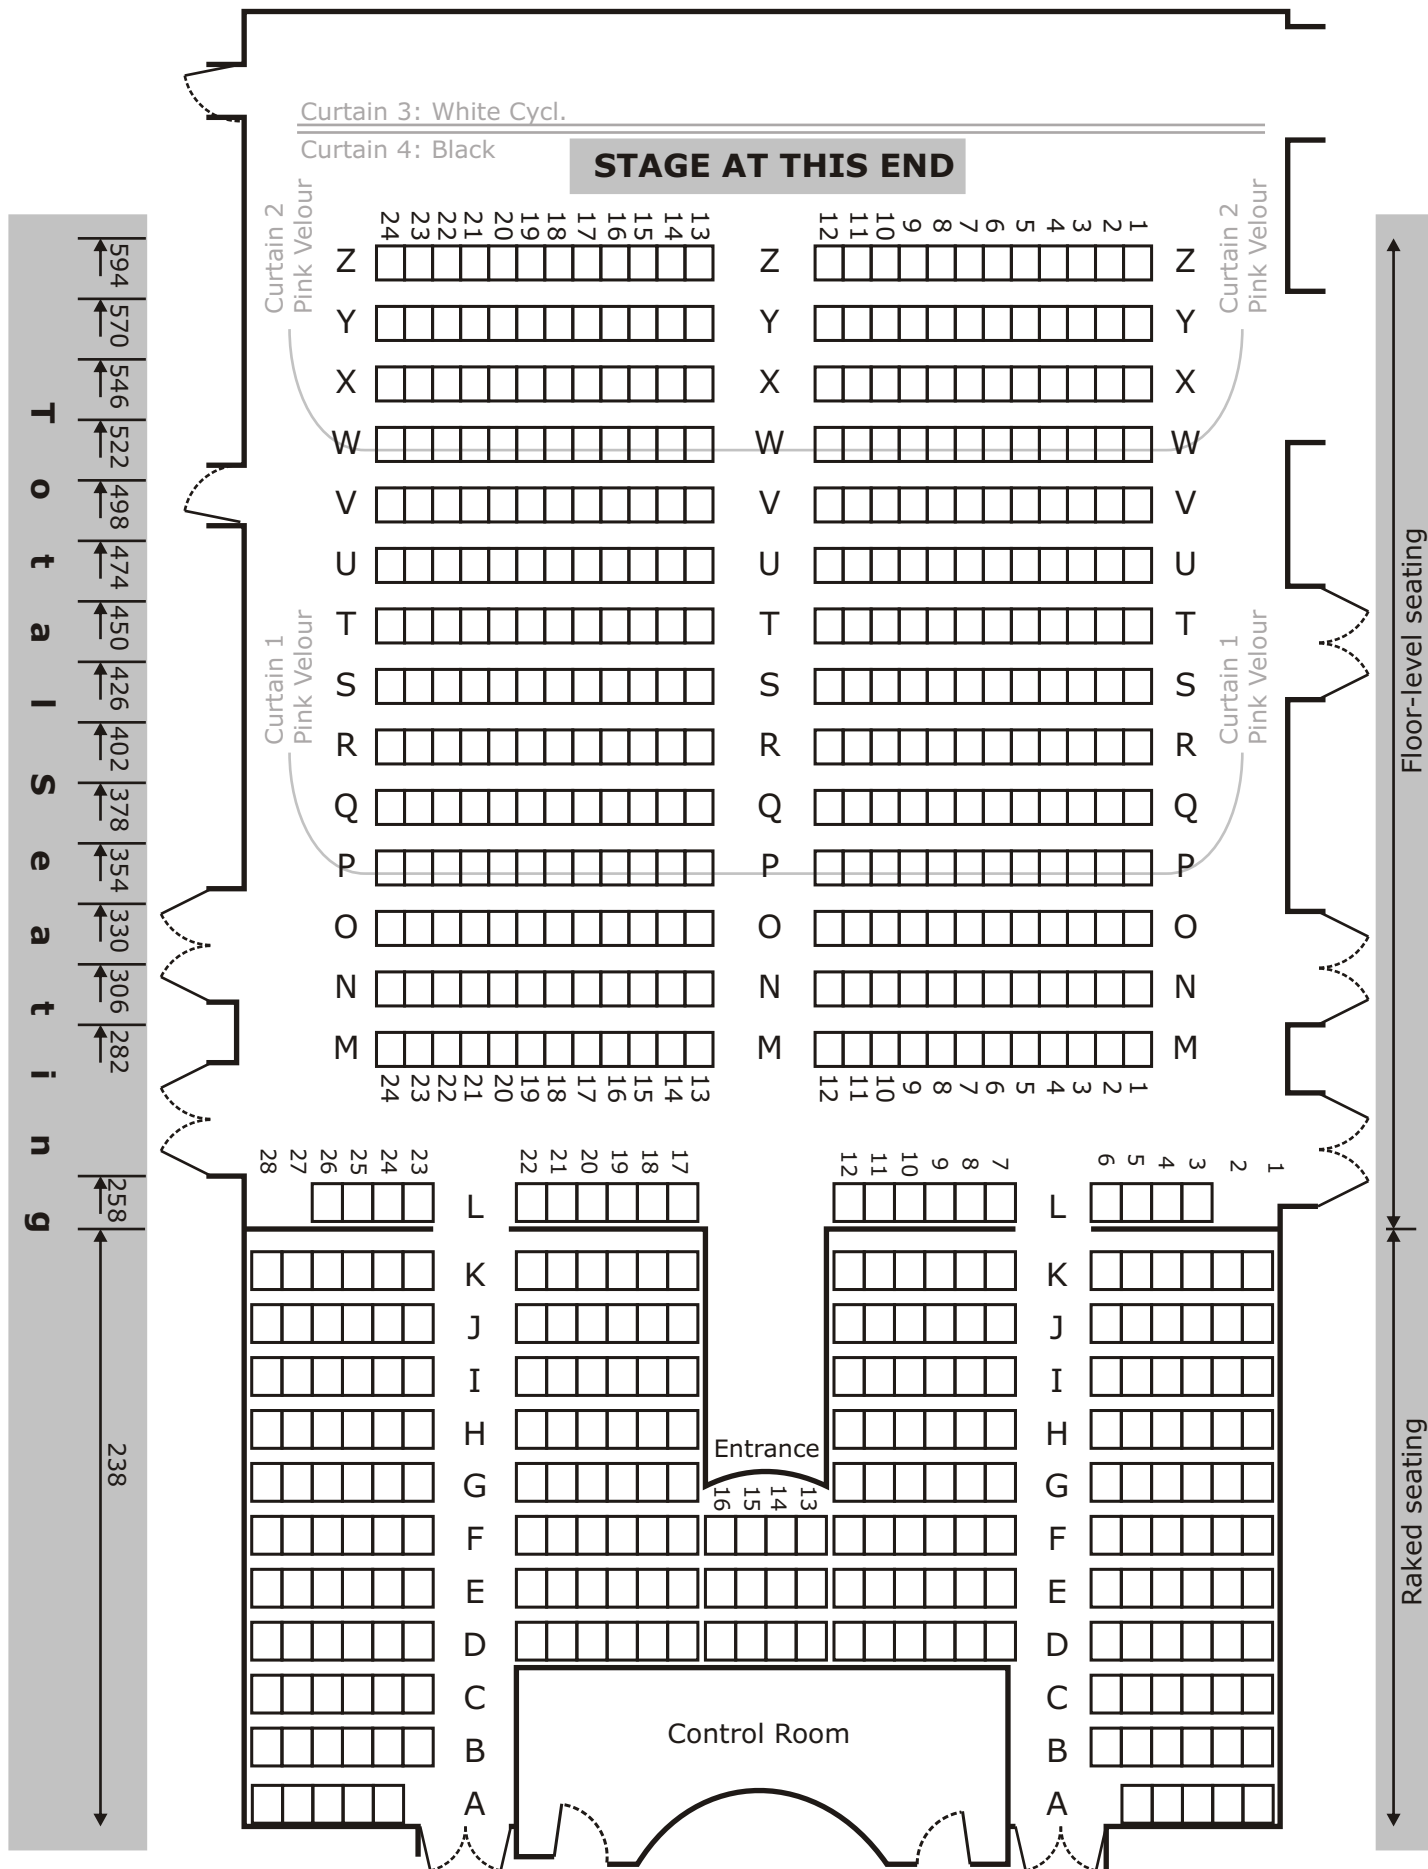 Curtain 3: White Cycl.
Curtain 4: Black
STAGE AT THIS END
Curtain 2
Pink Velour
Curtain 2
Pink Velour
24 23 22 21 20 19 18 17 16 15 14 13 12 11 10 9 8 7 6 5 4 3 2 1
Z Z Z
Y Y Y
X X X
W W W
V V V
U U U
T T T
S S S
R R R
Q Q Q
P P P
O O O
N N N
M M M
24 23 22 21 20 19 18 17 16 15 14 13 12 11 10 9 8 7 6 5 4 3 2 1
Curtain 1
Pink Velour
Curtain 1
Pink Velour
Total Seating
594
570
546
522
498
474
450
426
402
378
354
330
306
282
258
238
Floor-level seating
Raked seating
28 27 26 25 24 23 22 21 20 19 18 17 12 11 10 9 8 7 6 5 4 3 2 1
L L
K K
J J
I I
H H
Entrance
G G
16 15 14 13
F F
E E
D D
C C
Control Room
B B
A A